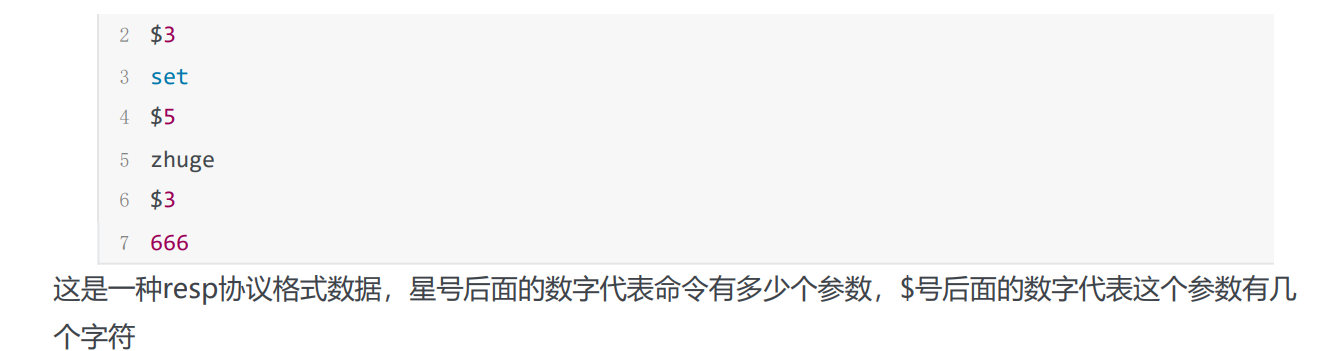 2 $3
3 set
4 $5
5 zhuge
6 $3
7 666
这是一种resp协议格式数据，星号后面的数字代表命令有多少个参数，$号后面的数字代表这个参数有几
个字符